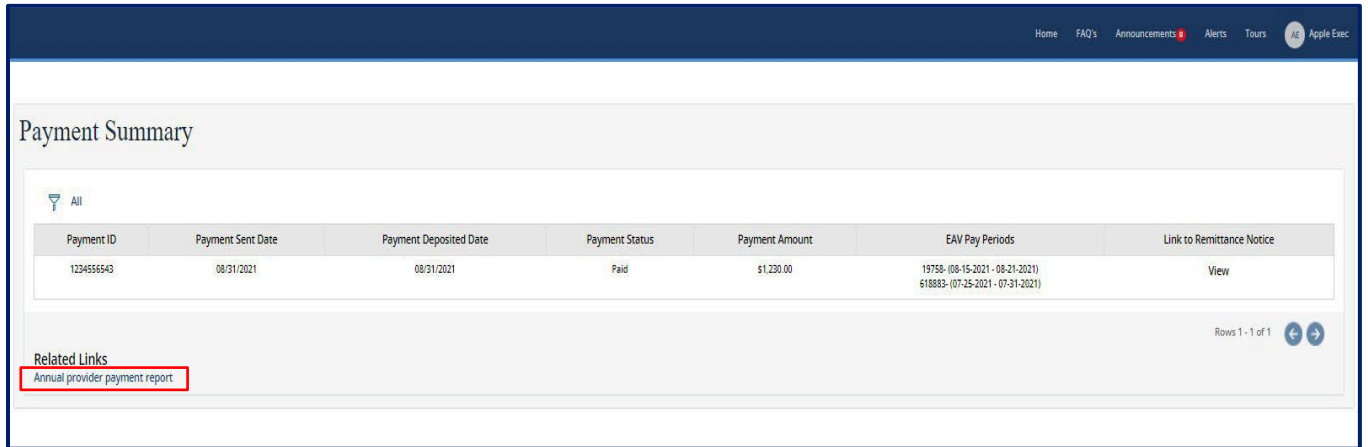 Home FAQ's Announcements 0 Alerts Tours AE Apple Exec
Payment Summary
All
Payment ID Payment Sent Date Payment Deposited Date Payment Status Payment Amount EAV Pay Periods Link to Remittance Notice
1234556543 08/31/2021 08/31/2021 Paid $1,230.00 19758- (08-15-2021 - 08-21-2021) View
618883- (07-25-2021 - 07-31-2021)
Rows 1 - 1 of 1
Related Links
Annual provider payment report